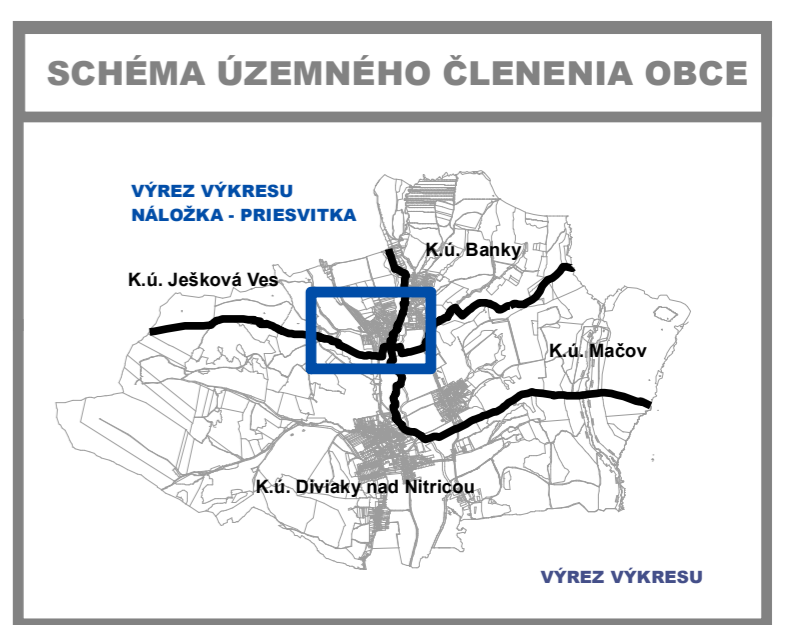 SCHÉMA ÚZEMNÉHO ČLENENIA OBCE
VÝREZ VÝKRESU
NÁLOŽKA - PRIESVITKA
K.ú. Banky
K.ú. Ješková Ves
K.ú. Mačov
K.ú. Diviaky nad Nitricou
VÝREZ VÝKRESU